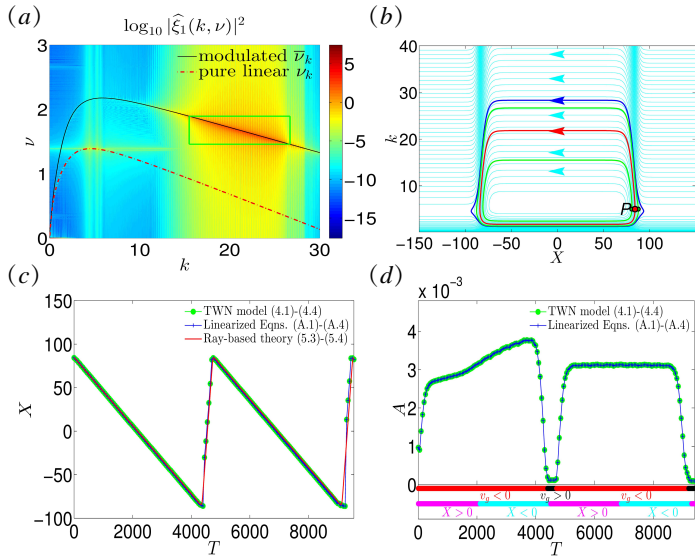 (a)
log₁₀ |ξ̂₁(k, ν)|²
3
2
1
0
ν
0
10
20
30
k
modulated ν̄ₖ
pure linear νₖ
5
0
−5
−10
−15
(b)
40
30
20
10
k
−150
−100
−50
0
50
100
X
P
(c)
100
50
0
−50
−100
X
0
2000
4000
6000
8000
T
TWN model (4.1)-(4.4)
Linearized Eqns. (A.1)-(A.4)
Ray-based theory (5.3)-(5.4)
(d)
× 10⁻³
5
4
3
2
1
0
A
TWN model (4.1)-(4.4)
Linearized Eqns. (A.1)-(A.4)
v_g < 0
v_g > 0
v_g < 0
X > 0
X < 0
X > 0
X < 0
0
2000
4000
6000
8000
T